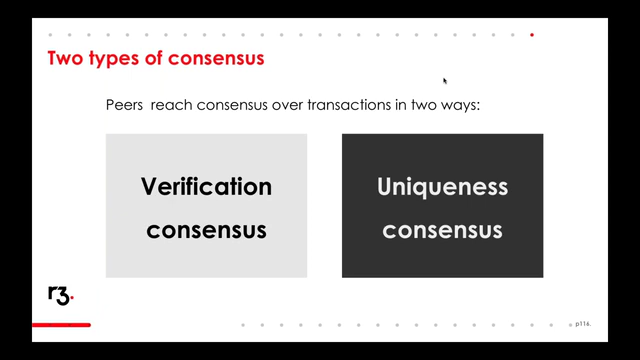 Two types of consensus
Peers reach consensus over transactions in two ways:
Verification
consensus
Uniqueness
consensus
r3.
p116.